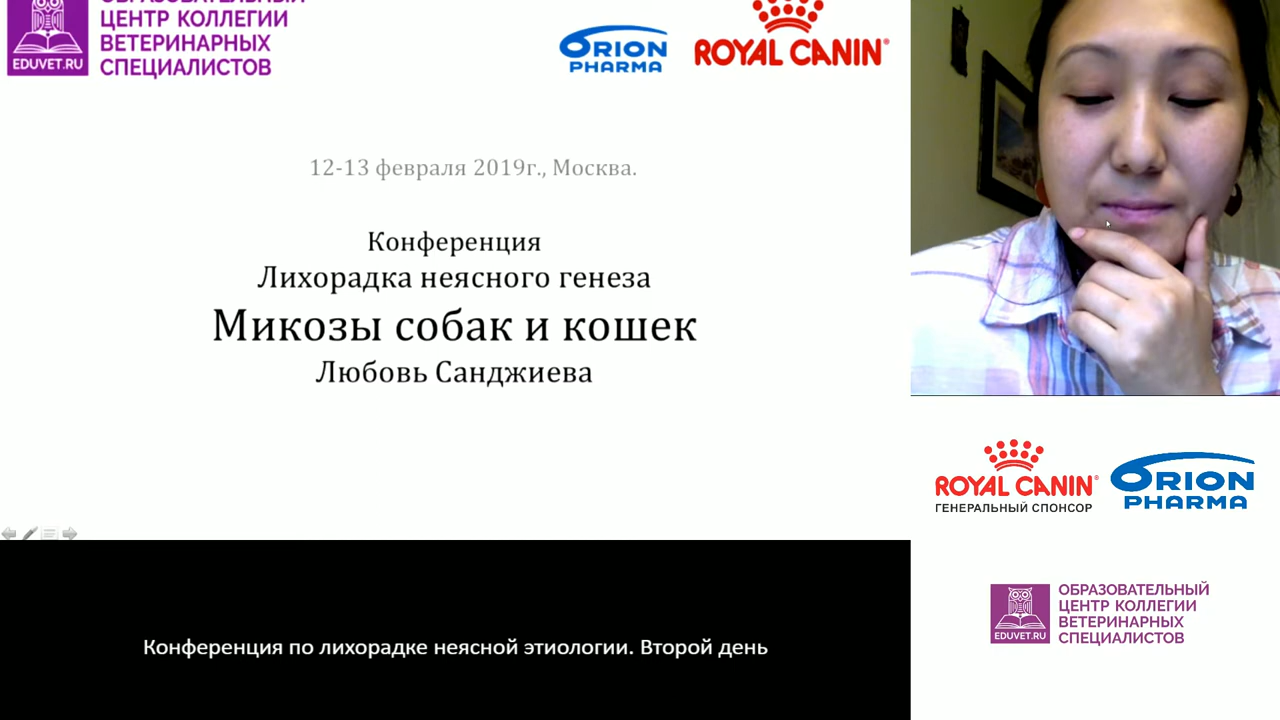 ОБРАЗОВАТЕЛЬНЫЙ
ЦЕНТР КОЛЛЕГИИ
ВЕТЕРИНАРНЫХ
СПЕЦИАЛИСТОВ
EDUVET.RU
ORION
PHARMA
ROYAL CANIN®
12-13 февраля 2019г., Москва.
Конференция
Лихорадка неясного генеза
Микозы собак и кошек
Любовь Санджиева
Конференция по лихорадке неясной этиологии. Второй день
ROYAL CANIN®
ГЕНЕРАЛЬНЫЙ СПОНСОР
ORION
PHARMA
ОБРАЗОВАТЕЛЬНЫЙ
ЦЕНТР КОЛЛЕГИИ
ВЕТЕРИНАРНЫХ
СПЕЦИАЛИСТОВ
EDUVET.RU